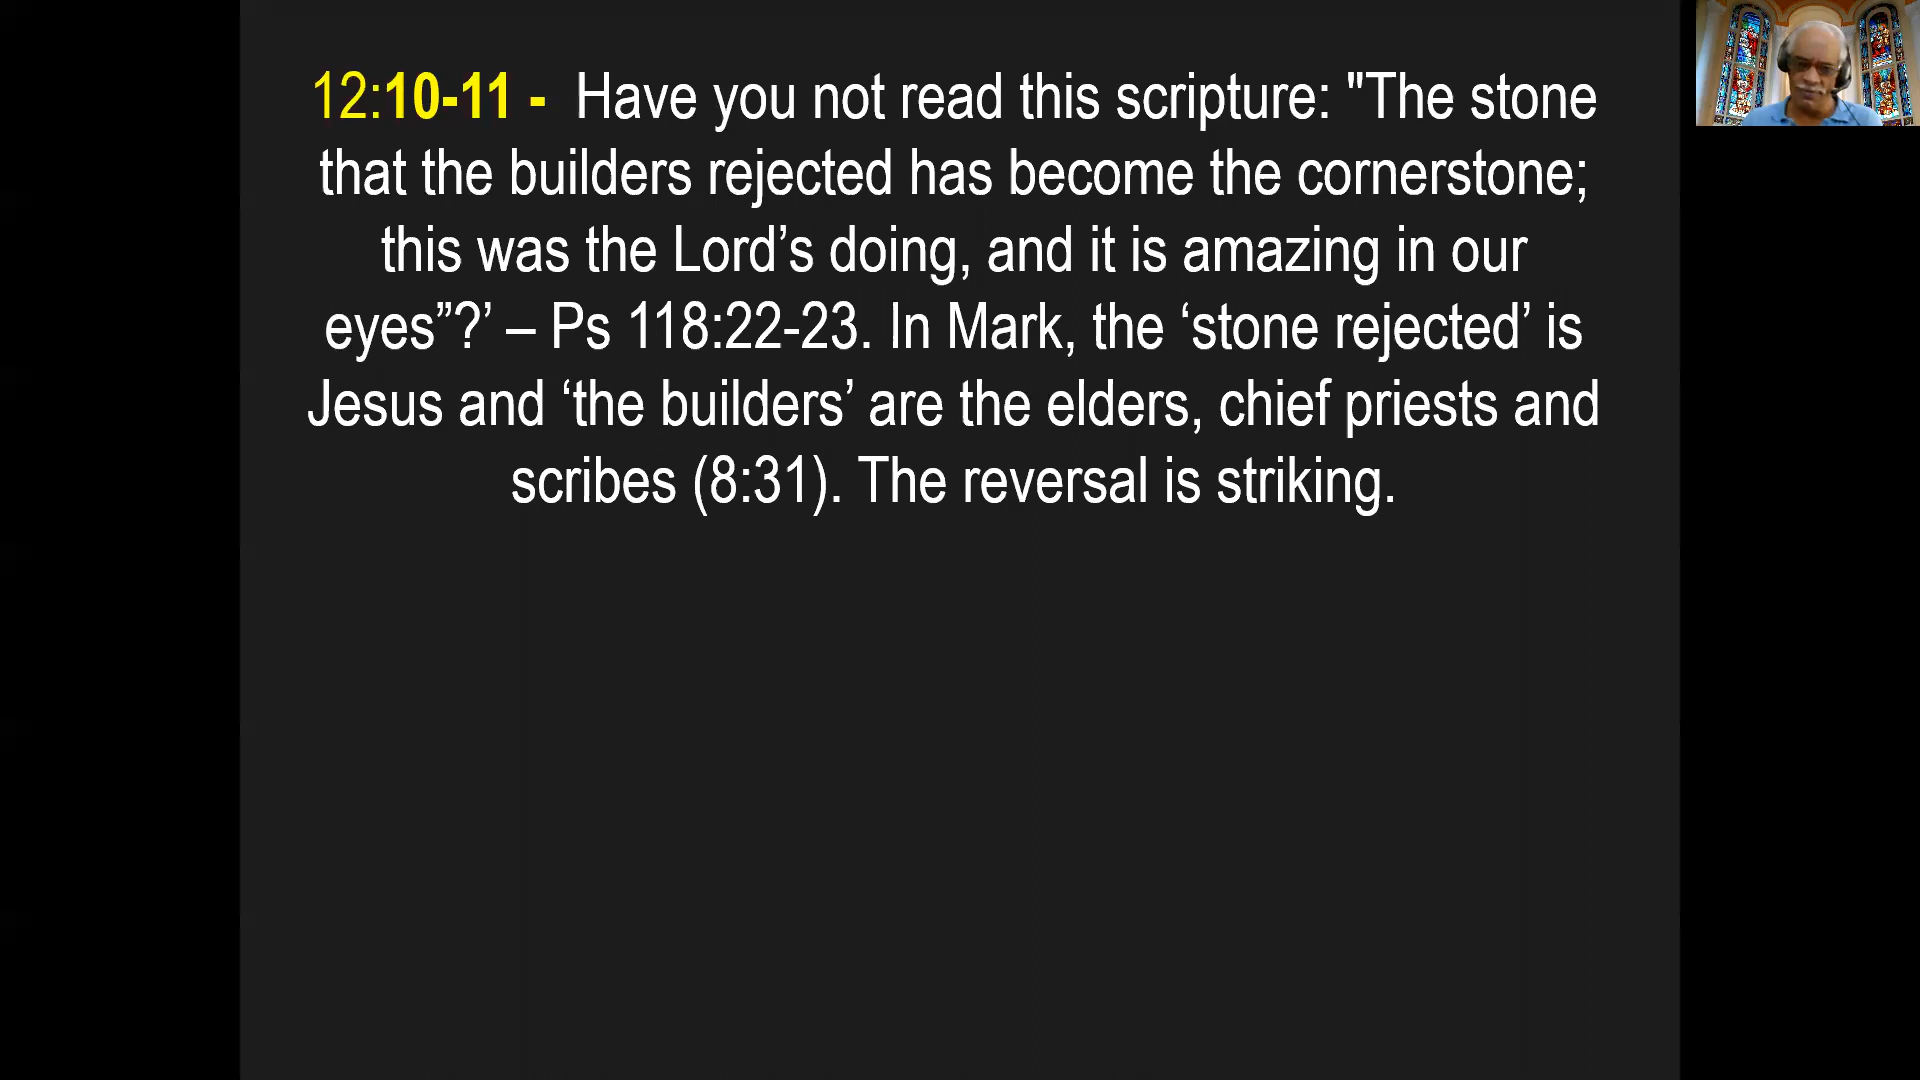 12:10-11 - Have you not read this scripture: "The stone
that the builders rejected has become the cornerstone;
this was the Lord’s doing, and it is amazing in our
eyes”?’ – Ps 118:22-23. In Mark, the ‘stone rejected’ is
Jesus and ‘the builders’ are the elders, chief priests and
scribes (8:31). The reversal is striking.